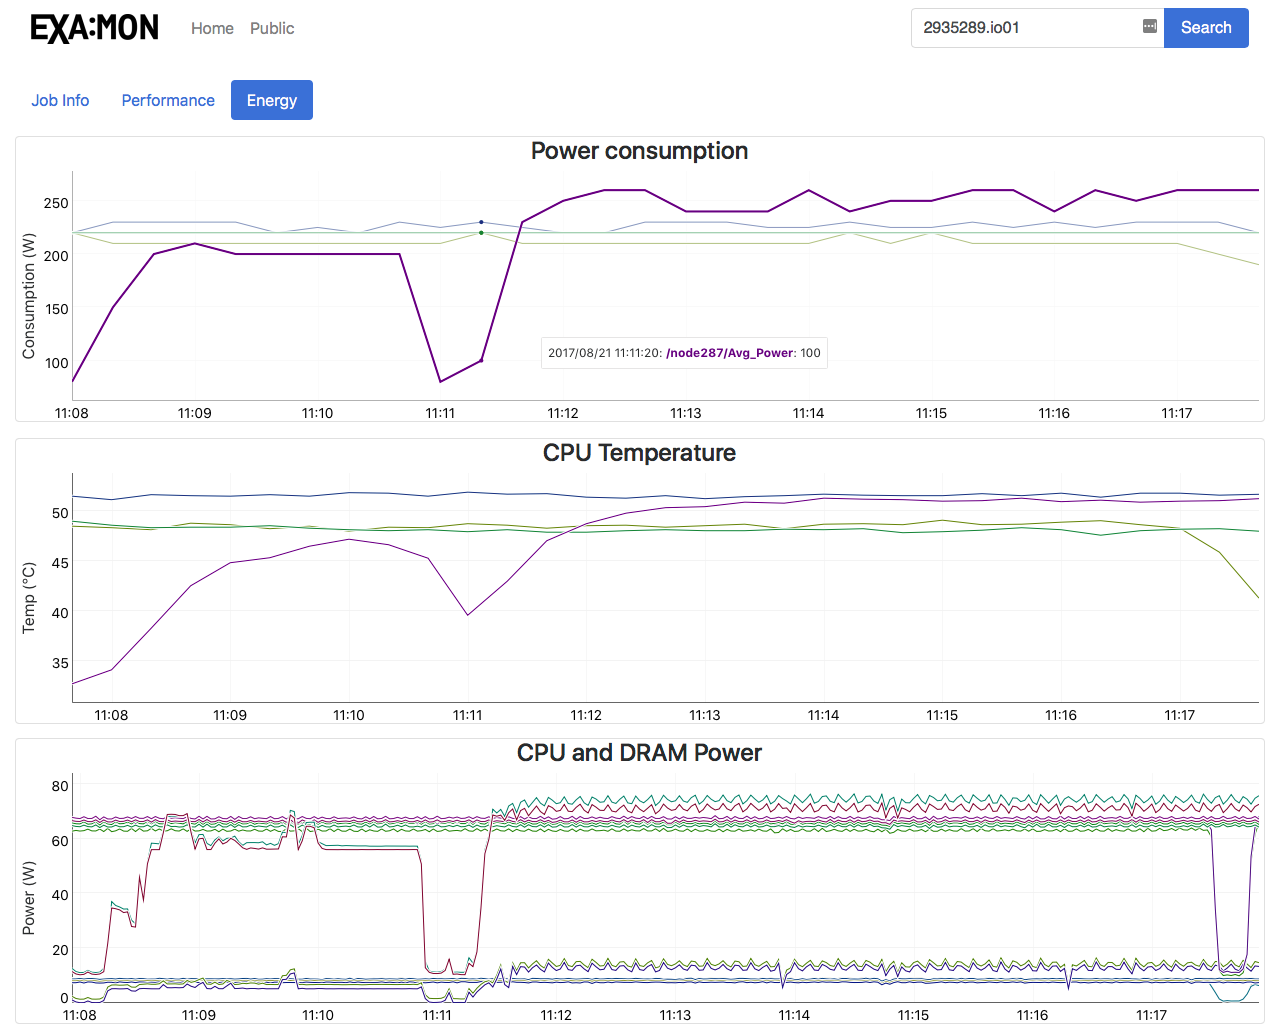 EXA:MON Home Public 2935289.io01 Search
Job Info Performance Energy
Power consumption
Consumption (W)
250
200
150
100
11:08 11:09 11:10 11:11 11:12 11:13 11:14 11:15 11:16 11:17
2017/08/21 11:11:20: /node287/Avg_Power: 100
CPU Temperature
Temp (°C)
50
45
40
35
11:08 11:09 11:10 11:11 11:12 11:13 11:14 11:15 11:16 11:17
CPU and DRAM Power
Power (W)
80
60
40
20
0
11:08 11:09 11:10 11:11 11:12 11:13 11:14 11:15 11:16 11:17